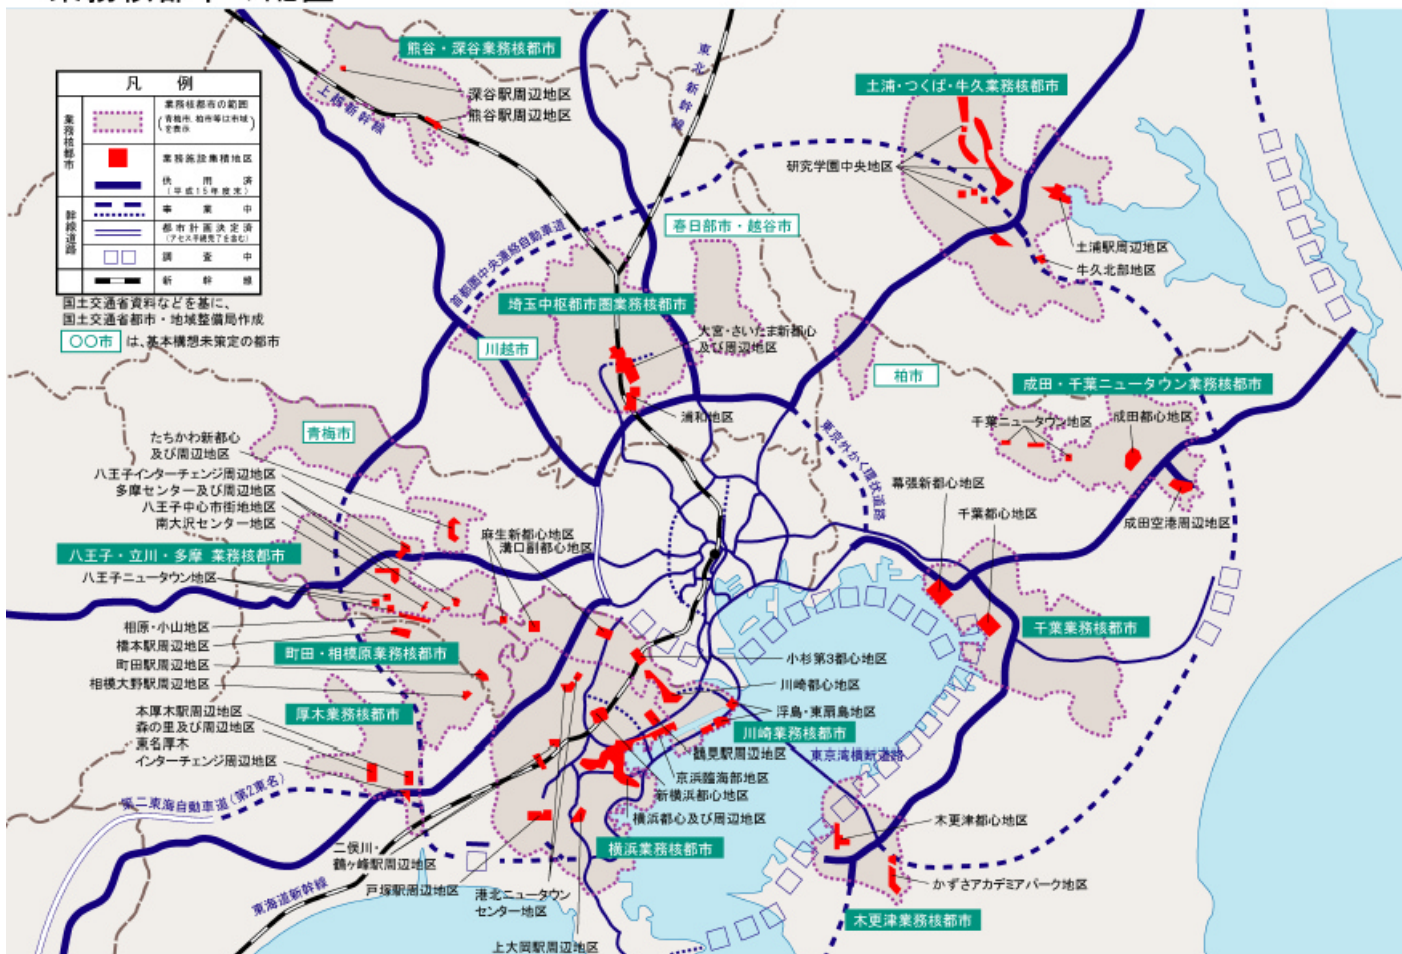 凡 例
業務核都市
業務核都市の範囲
(青梅市、柏市等は市域を表示)
業務施設集積地区
幹線道路
供用済
(平成15年度末)
事業中
都市計画決定済
(アセス手続完了を含む)
調査中
新幹線
国土交通省資料などを基に、
国土交通省都市・地域整備局作成
〇〇市 は、基本構想未策定の都市
熊谷・深谷業務核都市
深谷駅周辺地区
熊谷駅周辺地区
上越新幹線
東北新幹線
土浦・つくば・牛久業務核都市
研究学園中央地区
土浦駅周辺地区
牛久北部地区
春日部市・越谷市
首都圏中央連絡自動車道
埼玉中枢都市圏業務核都市
大宮・さいたま新都心
及び周辺地区
川越市
浦和地区
柏市
成田・千葉ニュータウン業務核都市
千葉ニュータウン地区
成田都心地区
成田空港周辺地区
東京外かく環状道路
青梅市
たちかわ新都心
及び周辺地区
八王子インターチェンジ周辺地区
多摩センター及び周辺地区
八王子中心市街地地区
南大沢センター地区
八王子・立川・多摩 業務核都市
八王子ニュータウン地区
麻生新都心地区
溝口副都心地区
幕張新都心地区
千葉都心地区
千葉業務核都市
相原・小山地区
橋本駅周辺地区
町田・相模原業務核都市
町田駅周辺地区
相模大野駅周辺地区
小杉第3都心地区
川崎都心地区
本厚木駅周辺地区
森の里及び周辺地区
東名厚木
インターチェンジ周辺地区
厚木業務核都市
浮島・東扇島地区
川崎業務核都市
鶴見駅周辺地区
東京湾横断道路
京浜臨海部地区
新横浜都心地区
横浜都心及び周辺地区
横浜業務核都市
第二東海自動車道(第2東名)
二俣川・
鶴ヶ峰駅周辺地区
戸塚駅周辺地区
港北ニュータウン
センター地区
上大岡駅周辺地区
東海道新幹線
木更津都心地区
かずさアカデミアパーク地区
木更津業務核都市